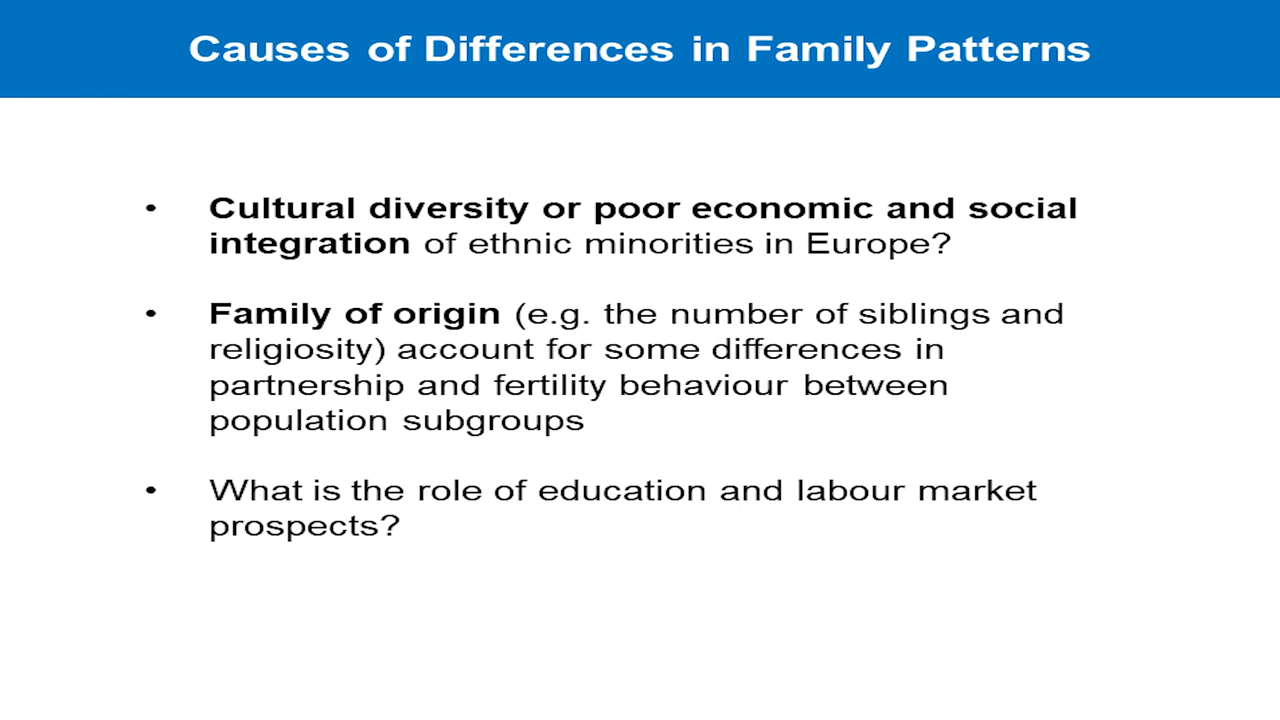 Causes of Differences in Family Patterns
• Cultural diversity or poor economic and social
integration of ethnic minorities in Europe?
• Family of origin (e.g. the number of siblings and
religiosity) account for some differences in
partnership and fertility behaviour between
population subgroups
• What is the role of education and labour market
prospects?